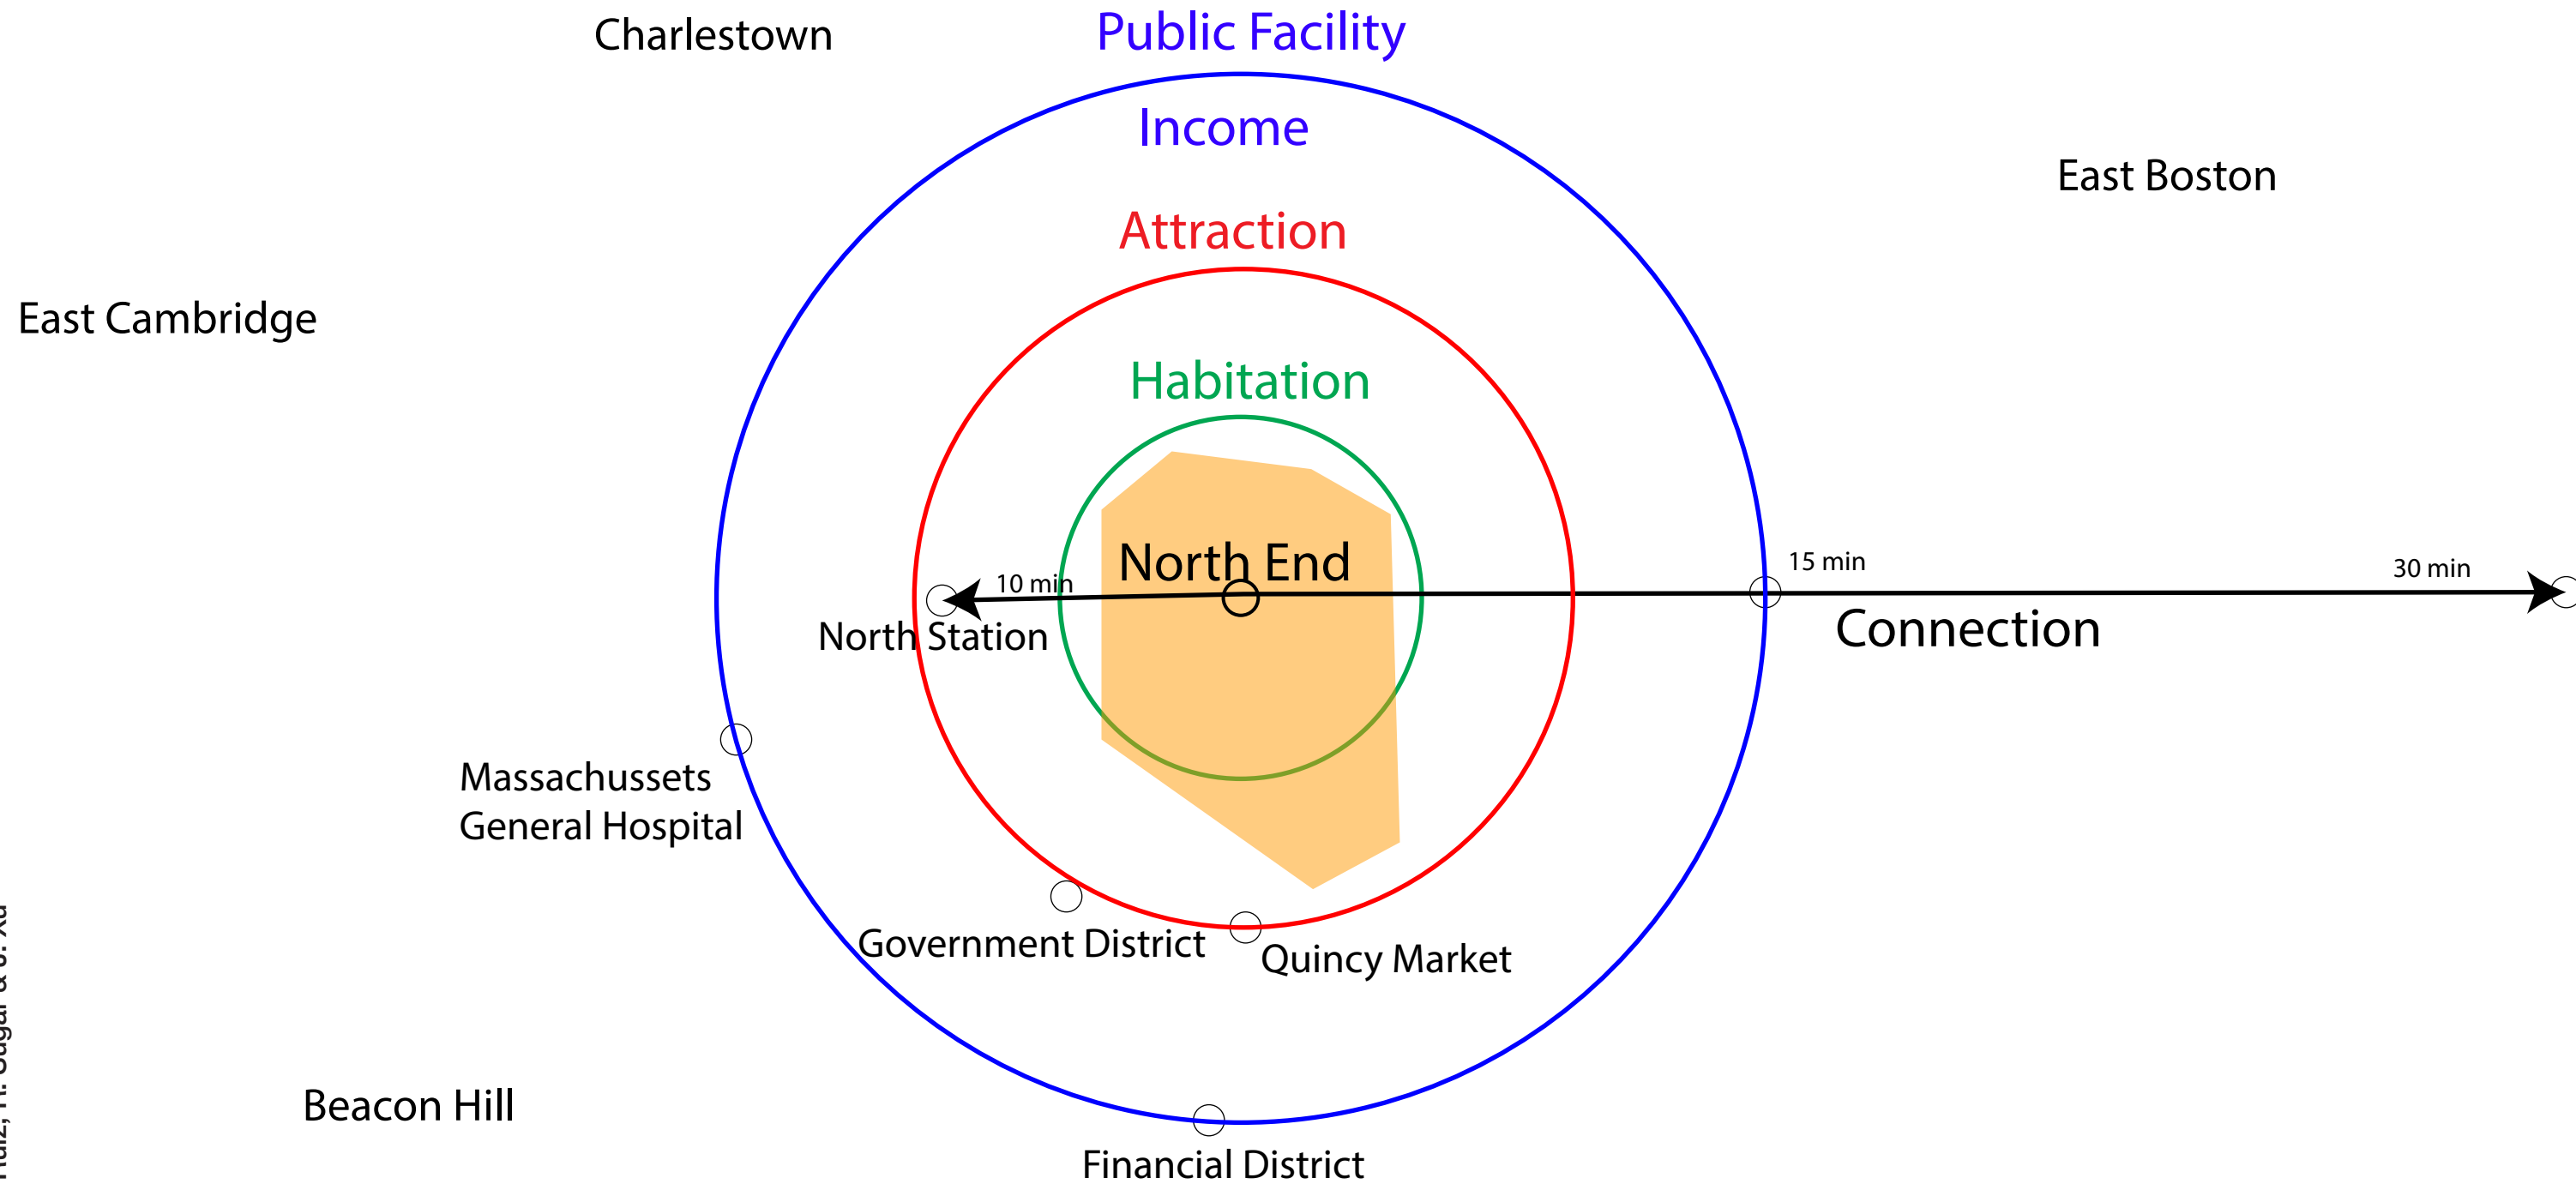 Charlestown
Public Facility
Income
East Boston
Attraction
East Cambridge
Habitation
North End
10 min
15 min
30 min
North Station
Connection
Massachussets
General Hospital
Government District
Quincy Market
Beacon Hill
Financial District
& J. Xu